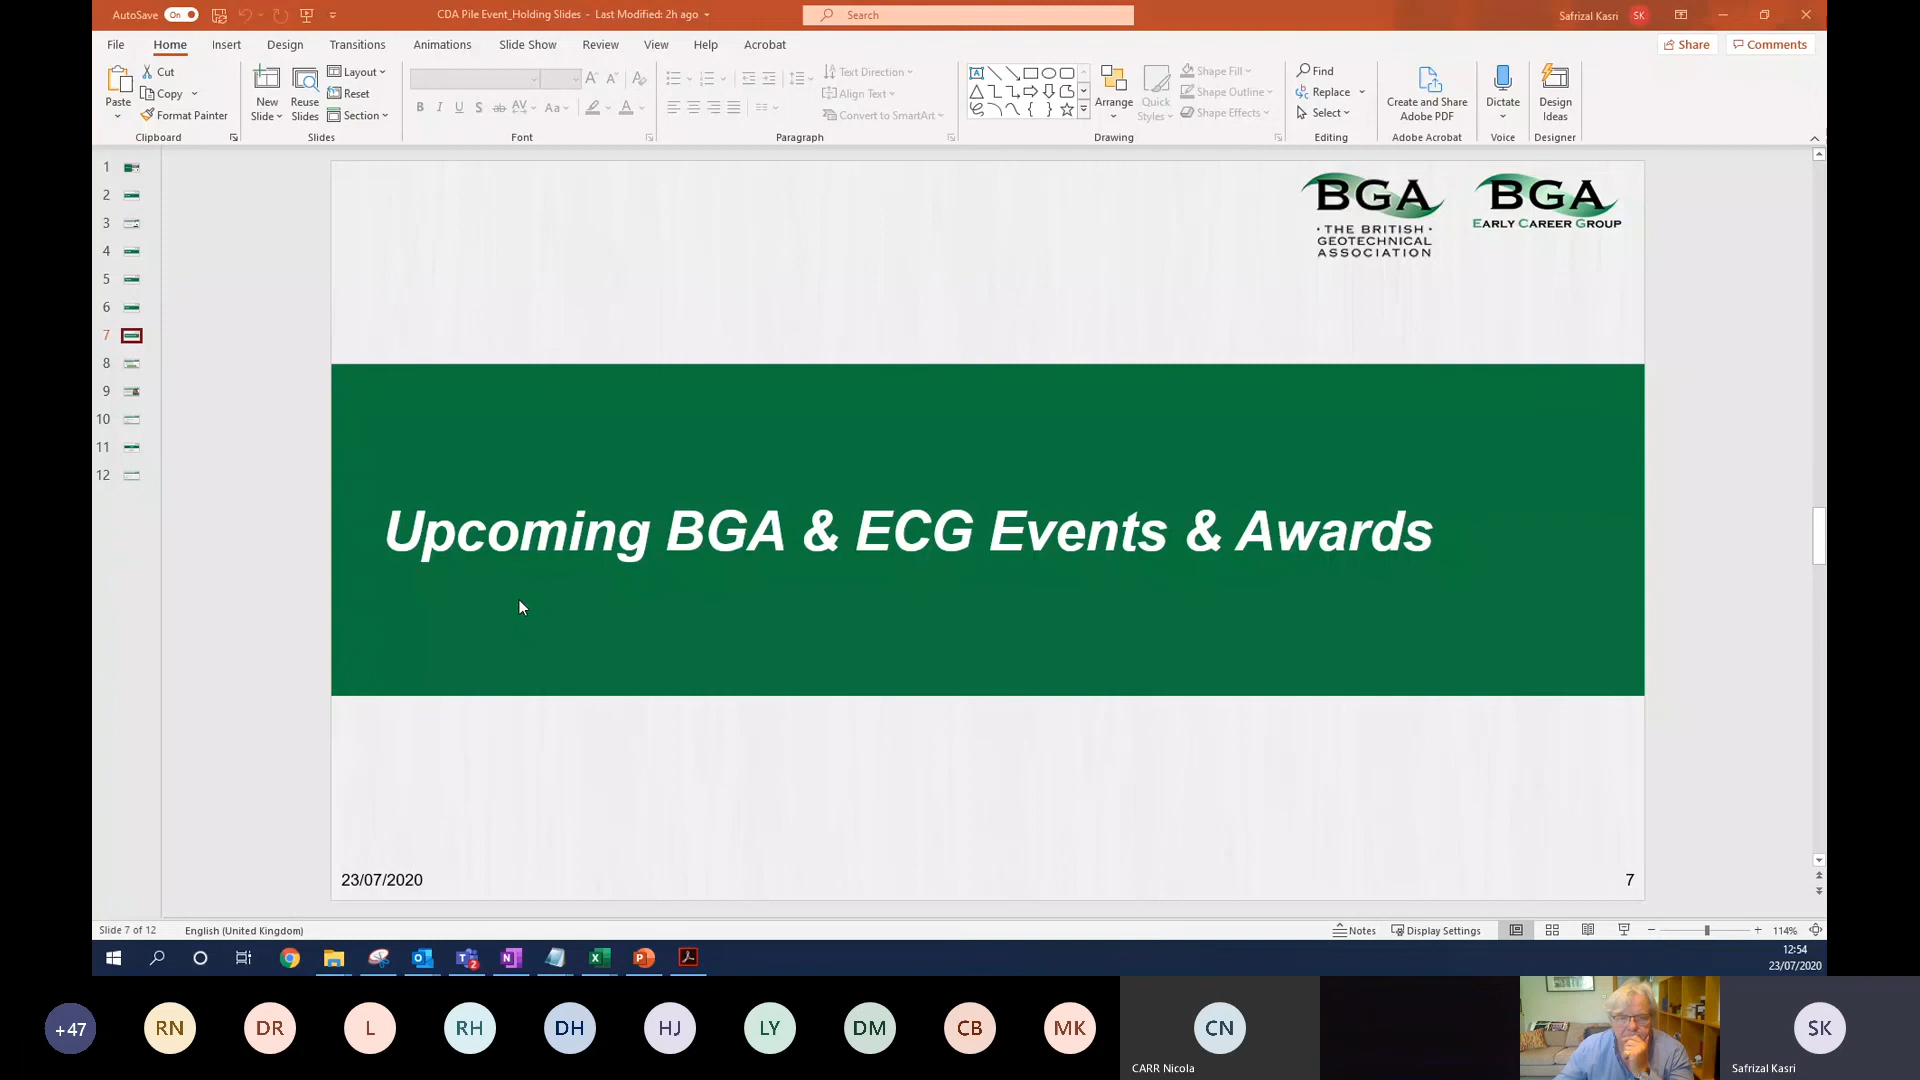 AutoSave On CDA Pile Event_Holding Slides - Last Modified: 2h ago Search Safrizal Kasri SK
File Home Insert Design Transitions Animations Slide Show Review View Help Acrobat Share Comments
Paste Cut Copy Format Painter
New Slide Reuse Slides Layout Reset Section
B I U S ab AV Aa A
Text Direction Align Text Convert to SmartArt
Arrange Quick Styles Shape Fill Shape Outline Shape Effects
Find Replace Select
Create and Share Adobe PDF
Dictate
Design Ideas
Clipboard Slides Font Paragraph Drawing Editing Adobe Acrobat Voice Designer
1
2
3
4
5
6
7
8
9
10
11
12
BGA
· THE BRITISH ·
GEOTECHNICAL
ASSOCIATION
BGA
EARLY CAREER GROUP
Upcoming BGA & ECG Events & Awards
23/07/2020 7
Slide 7 of 12 English (United Kingdom) Notes Display Settings 114%
12:54
23/07/2020
+47 RN DR L RH DH HJ LY DM CB MK CN SK
CARR Nicola Safrizal Kasri